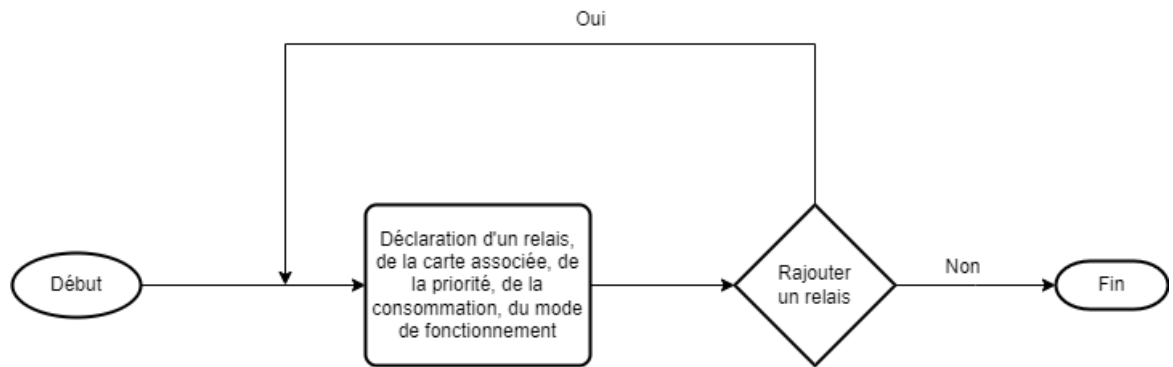 Oui
Début
Déclaration d'un relais,
de la carte associée, de
la priorité, de la
consommation, du mode
de fonctionnement
Rajouter
un relais
Non
Fin